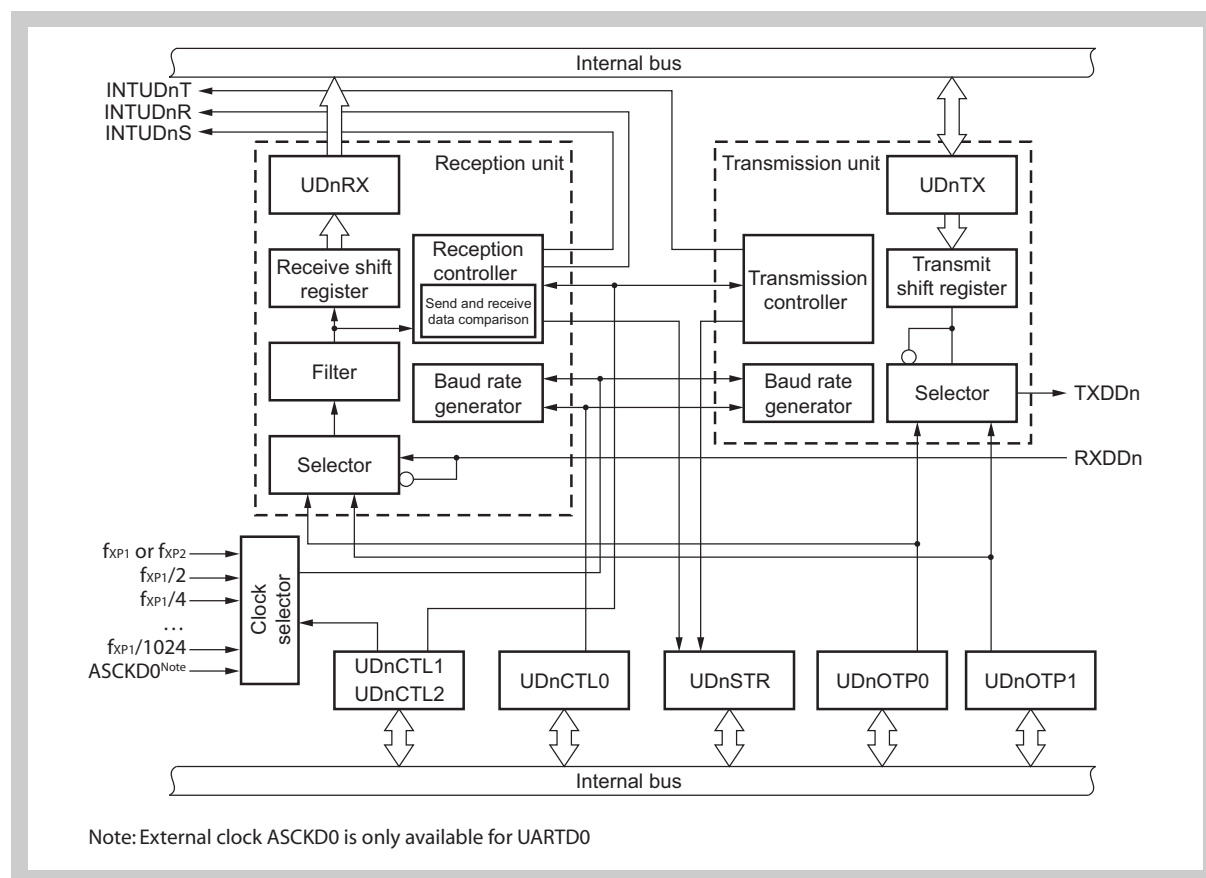 Internal bus
INTUDnT
INTUDnR
INTUDnS
Reception unit
UDnRX
Receive shift
register
Reception
controller
Send and receive
data comparison
Filter
Baud rate
generator
Selector
Transmission unit
UDnTX
Transmission
controller
Transmit
shift register
Baud rate
generator
Selector
TXDDn
RXDDn
fXP1 or fXP2
fXP1/2
fXP1/4
...
fXP1/1024
ASCKD0Note
Clock
selector
UDnCTL1
UDnCTL2
UDnCTL0
UDnSTR
UDnOTP0
UDnOTP1
Internal bus
Note: External clock ASCKD0 is only available for UARTD0